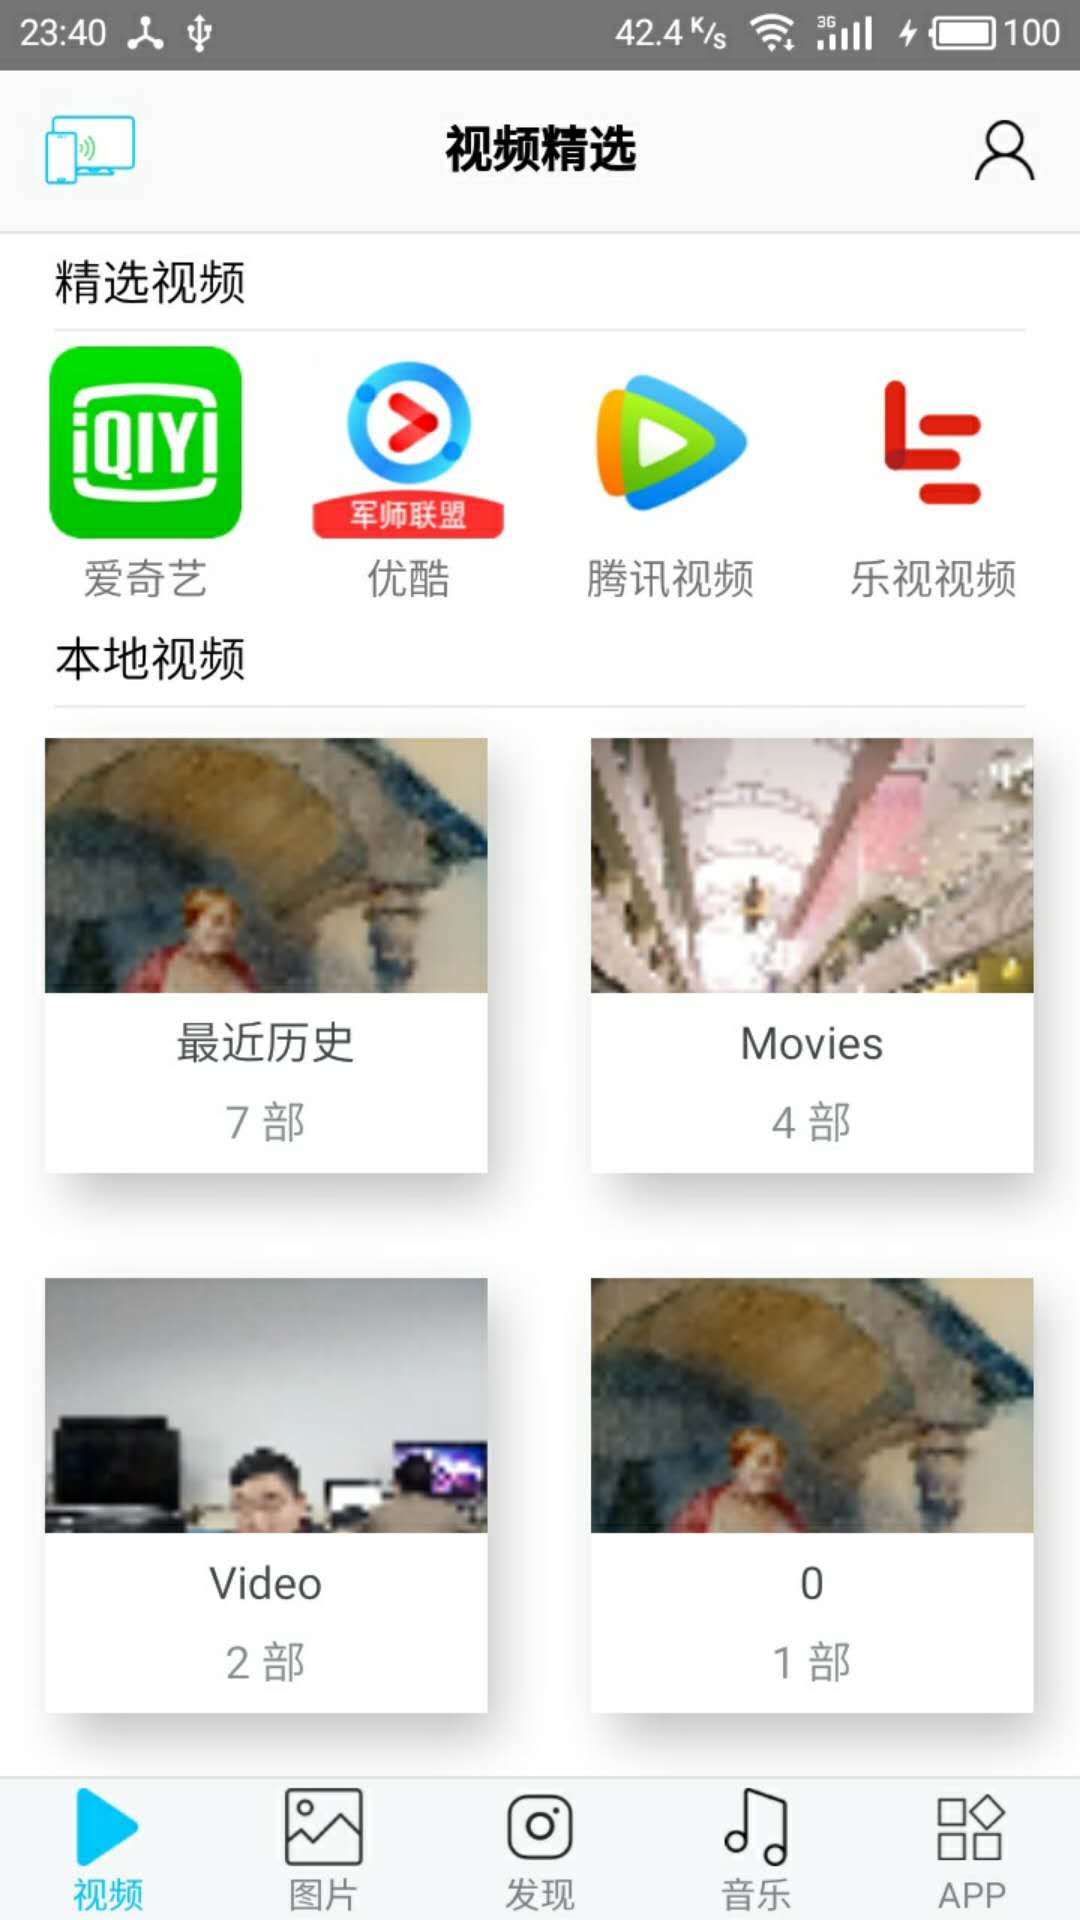 23:40 42.4 K/s 3G 100
视频精选
精选视频
iQIYI
军师联盟
爱奇艺 优酷 腾讯视频 乐视视频
本地视频
最近历史 Movies
7 部 4 部
Video 0
2 部 1 部
视频 图片 发现 音乐 APP